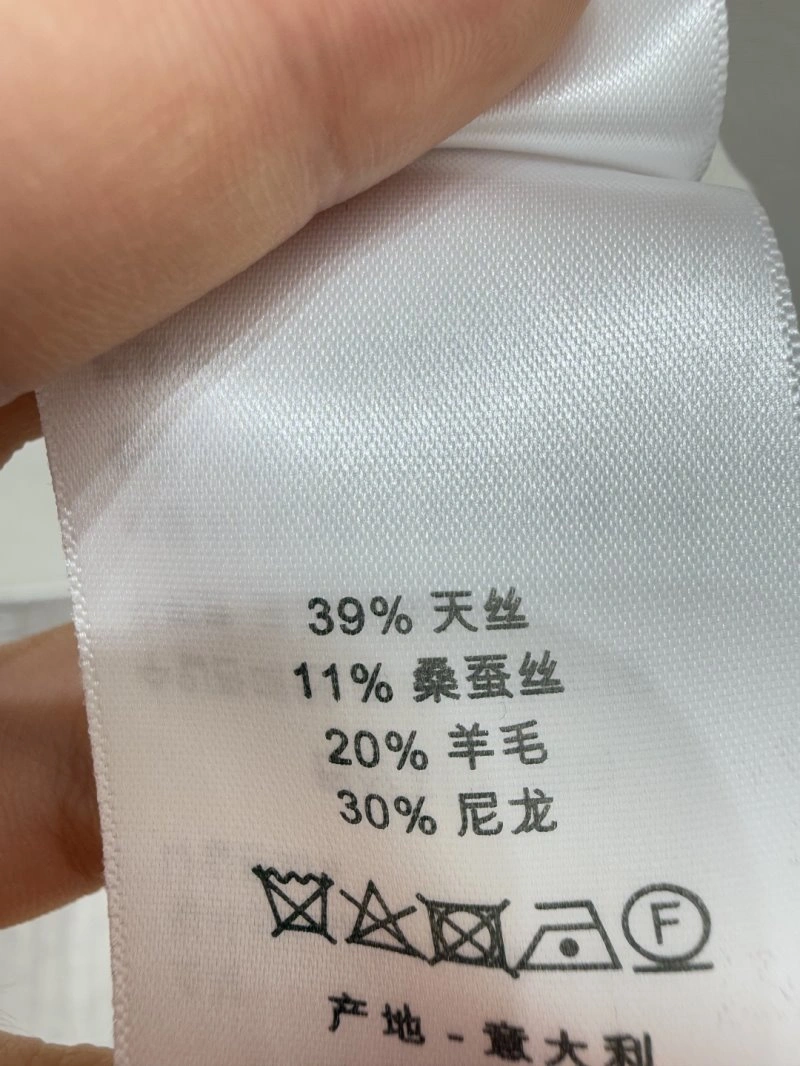 39% 天丝
11% 桑蚕丝
20% 羊毛
30% 尼龙
F
产地 - 意大利